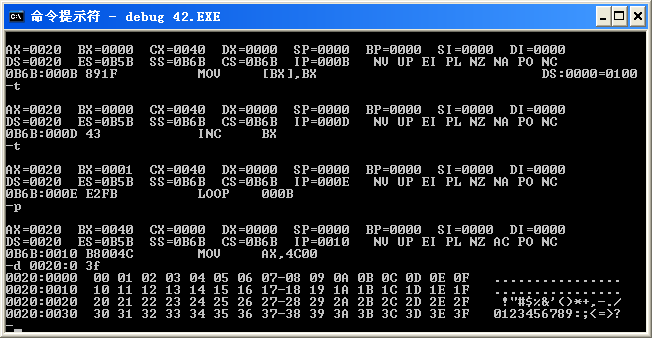 命令提示符 - debug 42.EXE
AX=0020  BX=0000  CX=0040  DX=0000  SP=0000  BP=0000  SI=0000  DI=0000
DS=0020  ES=0B5B  SS=0B6B  CS=0B6B  IP=000B   NV UP EI PL NZ NA PO NC
0B6B:000B 891F          MOV     [BX],BX                            DS:0000=0100
-t
AX=0020  BX=0000  CX=0040  DX=0000  SP=0000  BP=0000  SI=0000  DI=0000
DS=0020  ES=0B5B  SS=0B6B  CS=0B6B  IP=000D   NV UP EI PL NZ NA PO NC
0B6B:000D 43            INC     BX
-t
AX=0020  BX=0001  CX=0040  DX=0000  SP=0000  BP=0000  SI=0000  DI=0000
DS=0020  ES=0B5B  SS=0B6B  CS=0B6B  IP=000E   NV UP EI PL NZ NA PO NC
0B6B:000E E2FB          LOOP    000B
-p
AX=0020  BX=0040  CX=0000  DX=0000  SP=0000  BP=0000  SI=0000  DI=0000
DS=0020  ES=0B5B  SS=0B6B  CS=0B6B  IP=0010   NV UP EI PL NZ AC PO NC
0B6B:0010 B8004C        MOV     AX,4C00
-d 0020:0 3f
0020:0000  00 01 02 03 04 05 06 07-08 09 0A 0B 0C 0D 0E 0F   ................
0020:0010  10 11 12 13 14 15 16 17-18 19 1A 1B 1C 1D 1E 1F   ................
0020:0020  20 21 22 23 24 25 26 27-28 29 2A 2B 2C 2D 2E 2F    !"#$%&'()*+,-./
0020:0030  30 31 32 33 34 35 36 37-38 39 3A 3B 3C 3D 3E 3F   0123456789:;<=>?
-